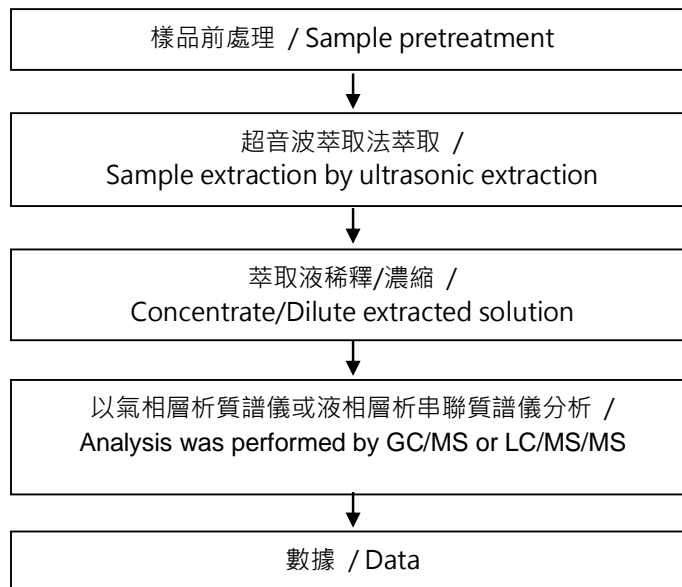 樣品前處理 / Sample pretreatment
超音波萃取法萃取 /
Sample extraction by ultrasonic extraction
萃取液稀釋/濃縮 /
Concentrate/Dilute extracted solution
以氣相層析質譜儀或液相層析串聯質譜儀分析 /
Analysis was performed by GC/MS or LC/MS/MS
數據 / Data